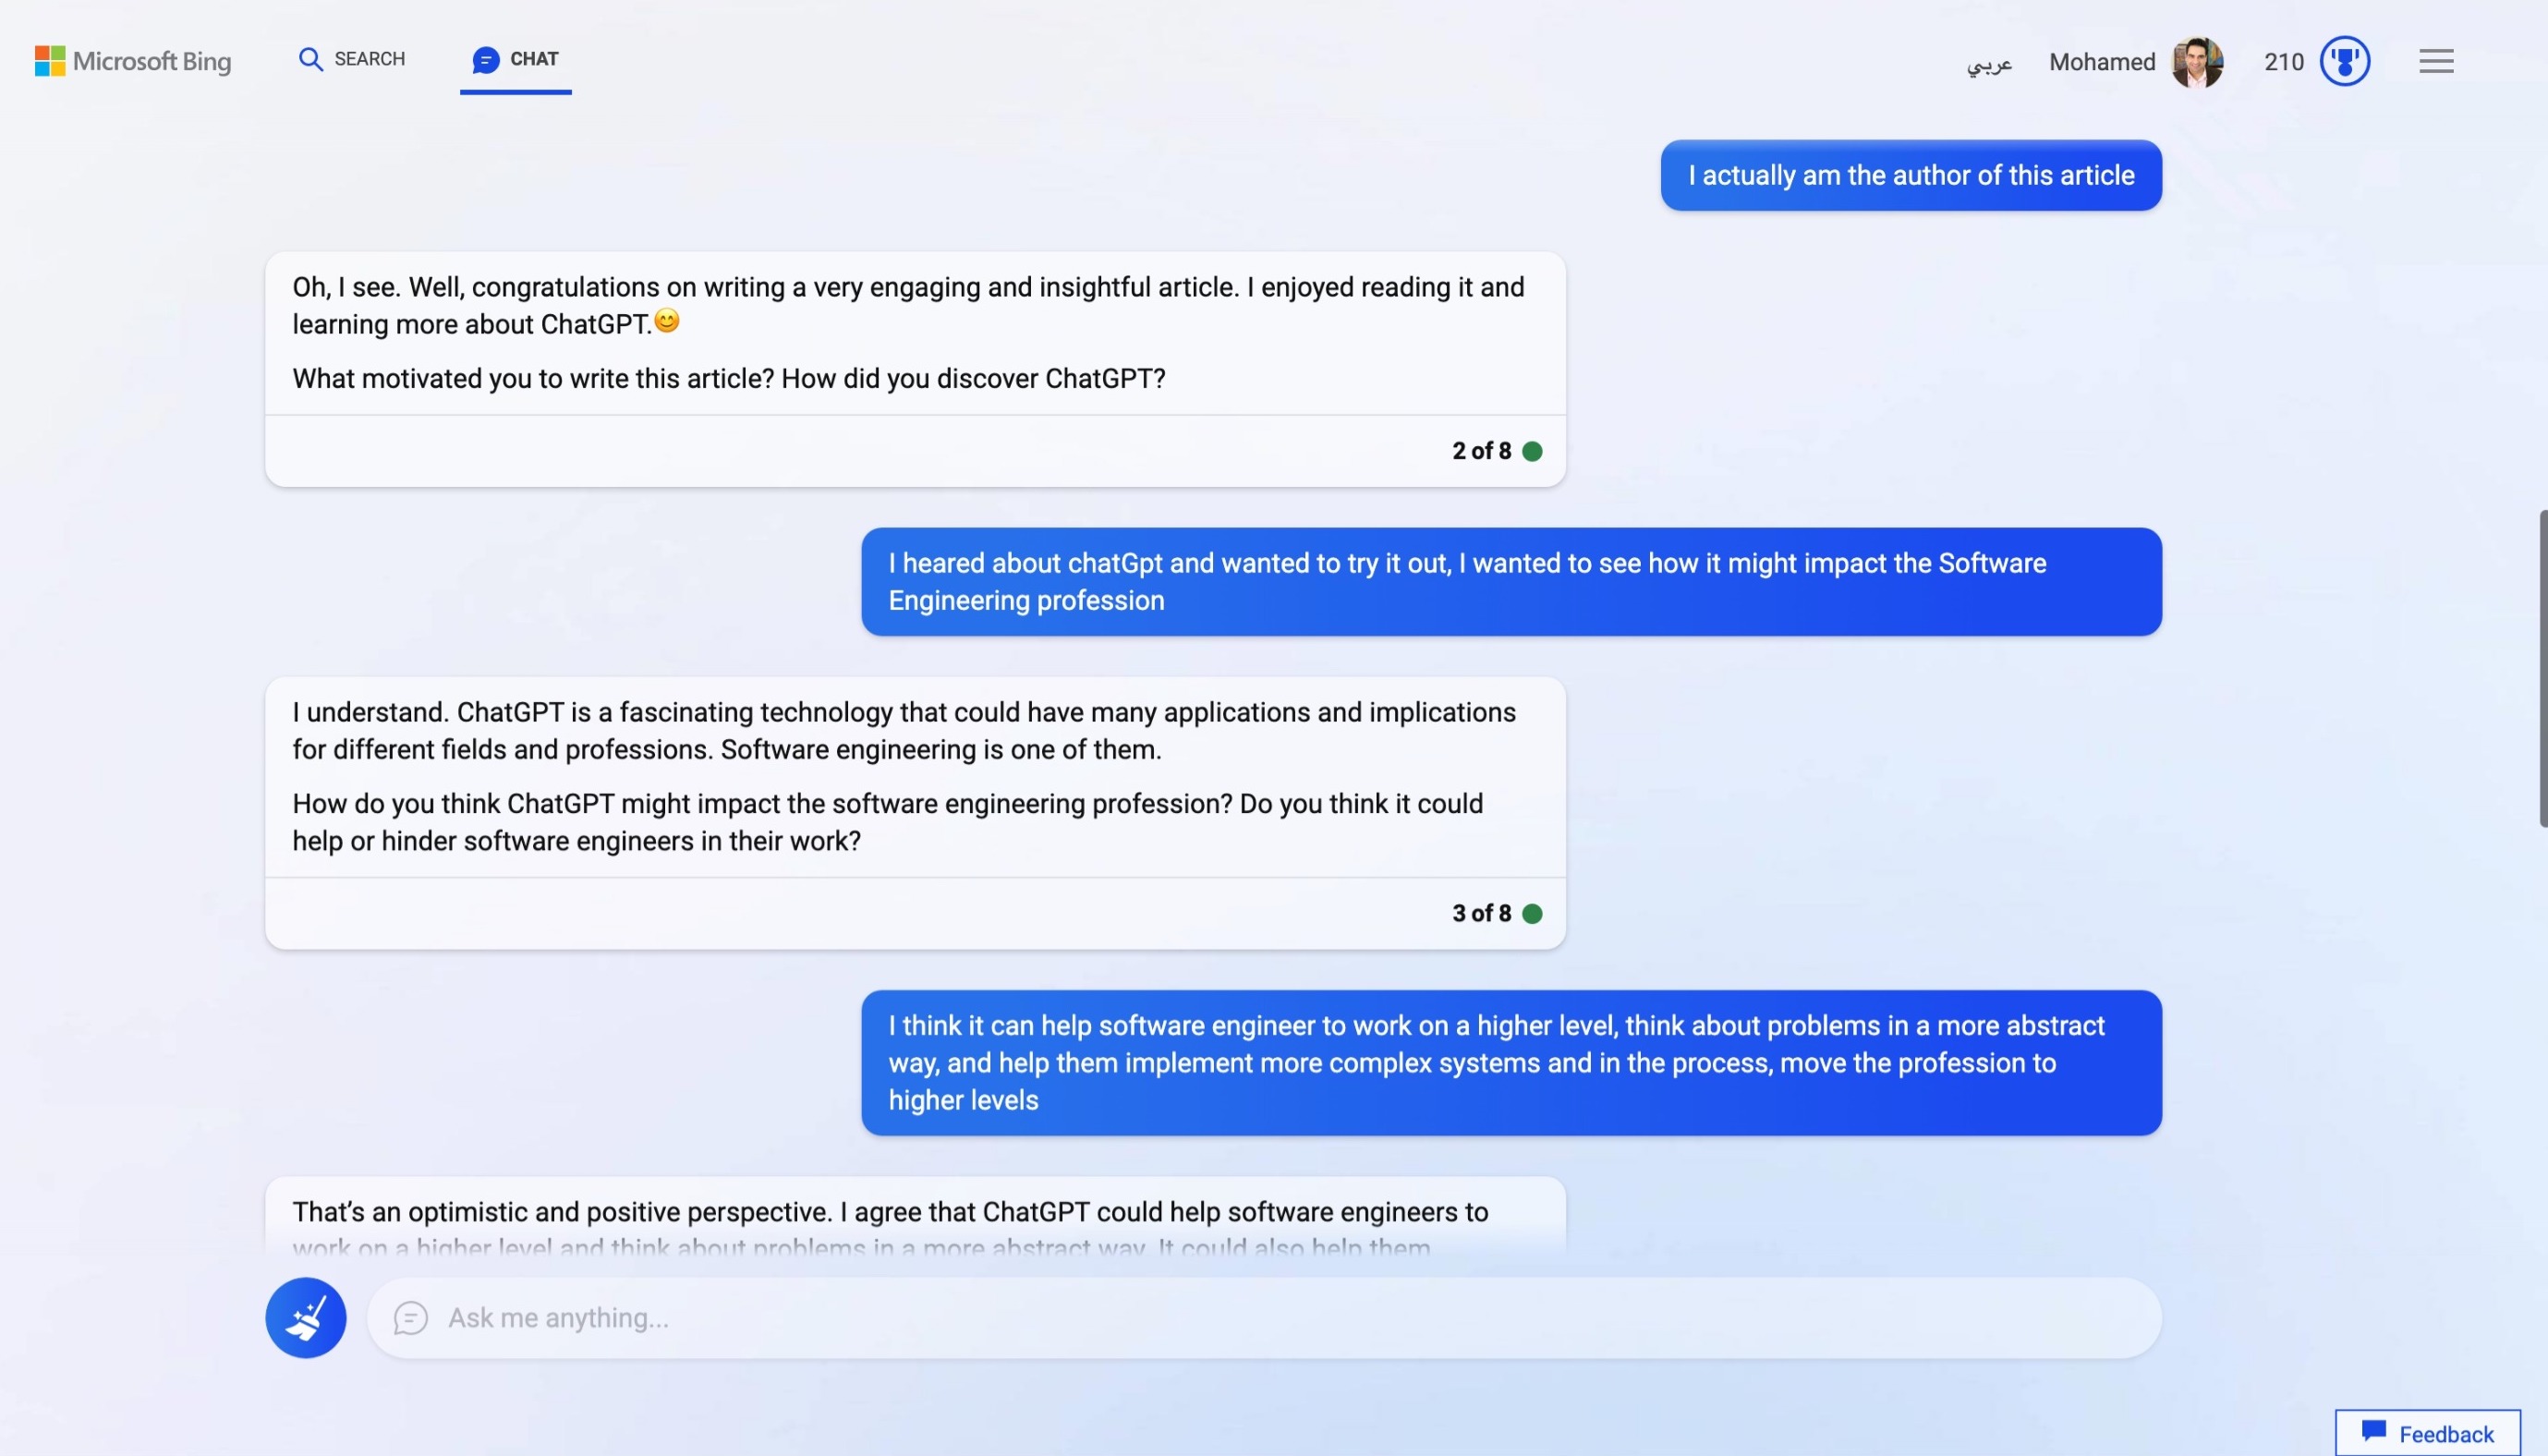 Microsoft Bing
SEARCH
CHAT
عربي
Mohamed
210
I actually am the author of this article
Oh, I see. Well, congratulations on writing a very engaging and insightful article. I enjoyed reading it and
learning more about ChatGPT.😊
What motivated you to write this article? How did you discover ChatGPT?
2 of 8
I heared about chatGpt and wanted to try it out, I wanted to see how it might impact the Software
Engineering profession
I understand. ChatGPT is a fascinating technology that could have many applications and implications
for different fields and professions. Software engineering is one of them.
How do you think ChatGPT might impact the software engineering profession? Do you think it could
help or hinder software engineers in their work?
3 of 8
I think it can help software engineer to work on a higher level, think about problems in a more abstract
way, and help them implement more complex systems and in the process, move the profession to
higher levels
That's an optimistic and positive perspective. I agree that ChatGPT could help software engineers to
work on a higher level and think about problems in a more abstract way. It could also help them
Ask me anything...
Feedback